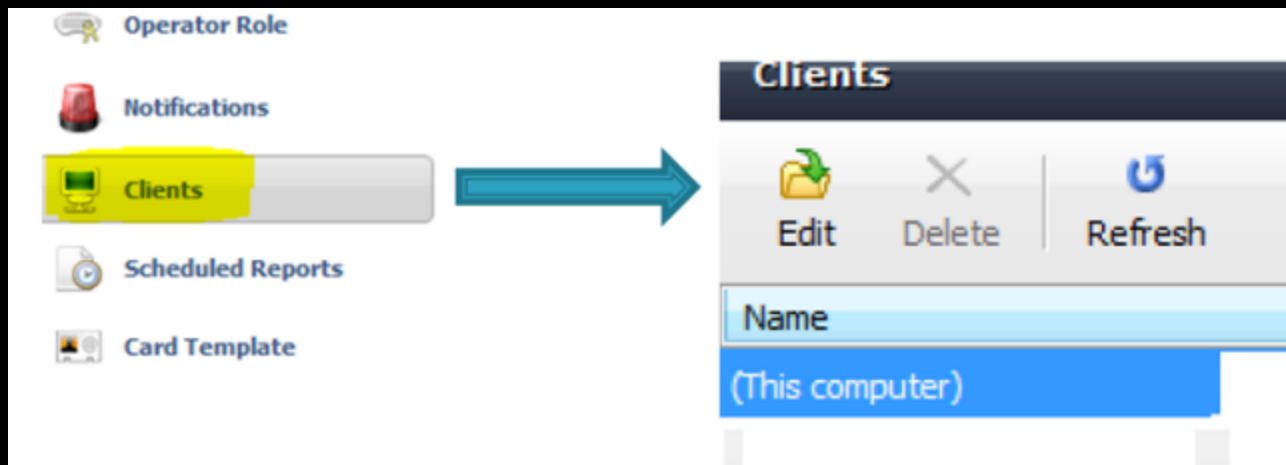 Operator Role
Notifications
Clients
Scheduled Reports
Card Template
Clients
Edit
Delete
Refresh
Name
(This computer)